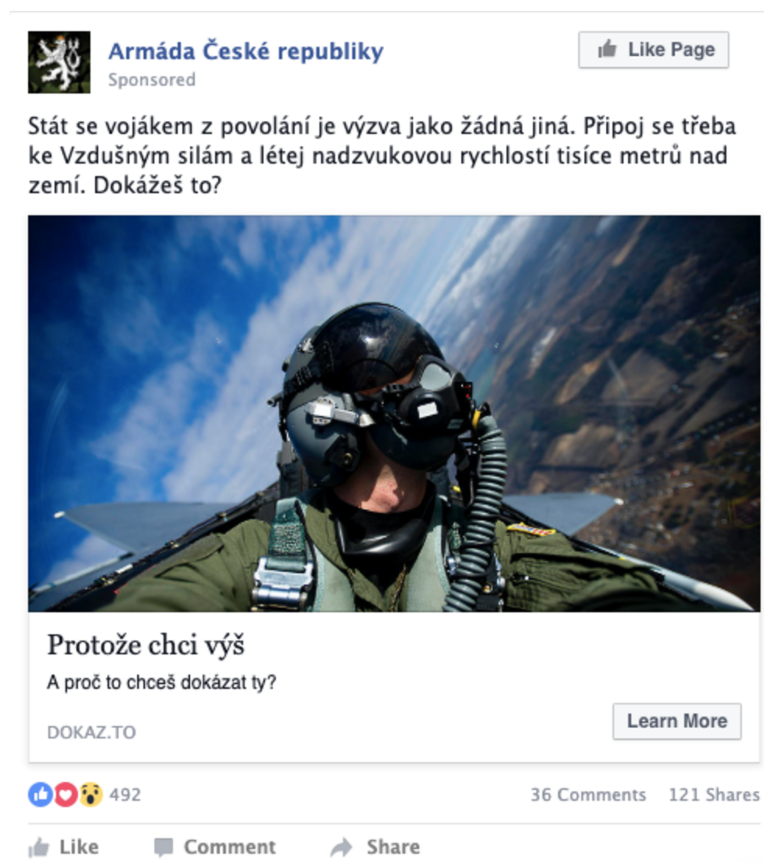 Armáda České republiky
Like Page
Sponsored
Stát se vojákem z povolání je výzva jako žádná jiná. Připoj se třeba
ke Vzdušným silám a létej nadzvukovou rychlostí tisíce metrů nad
zemí. Dokážeš to?
Protože chci výš
A proč to chceš dokázat ty?
DOKAZ.TO
Learn More
492
36 Comments 121 Shares
Like Comment Share